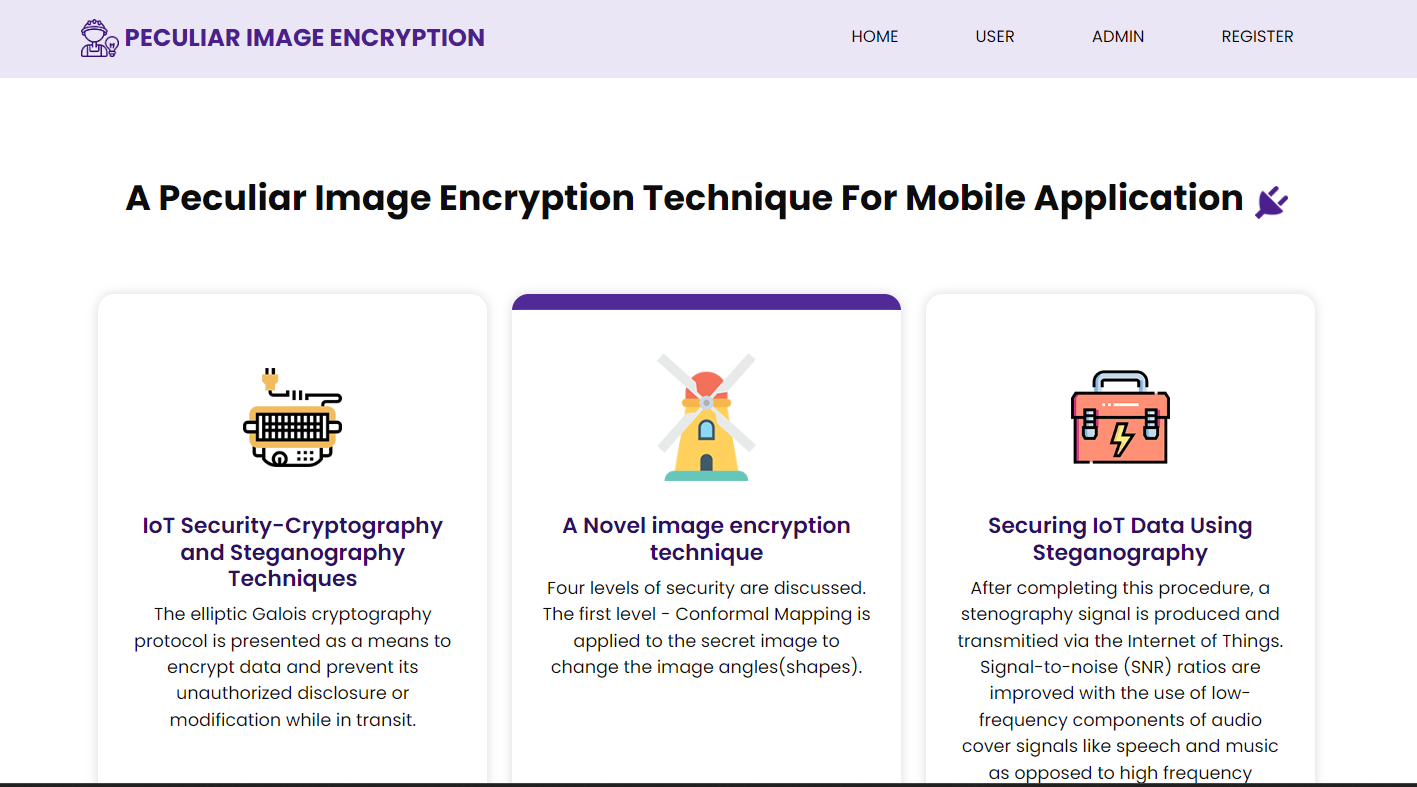 PECULIAR IMAGE ENCRYPTION
HOME
USER
ADMIN
REGISTER
A Peculiar Image Encryption Technique For Mobile Application
IoT Security-Cryptography
and Steganography
Techniques
The elliptic Galois cryptography
protocol is presented as a means to
encrypt data and prevent its
unauthorized disclosure or
modification while in transit.
A Novel image encryption
technique
Four levels of security are discussed.
The first level - Conformal Mapping is
applied to the secret image to
change the image angles(shapes).
Securing IoT Data Using
Steganography
After completing this procedure, a
stenography signal is produced and
transmitied via the Internet of Things.
Signal-to-noise (SNR) ratios are
improved with the use of low-
frequency components of audio
cover signals like speech and music
as opposed to high frequency